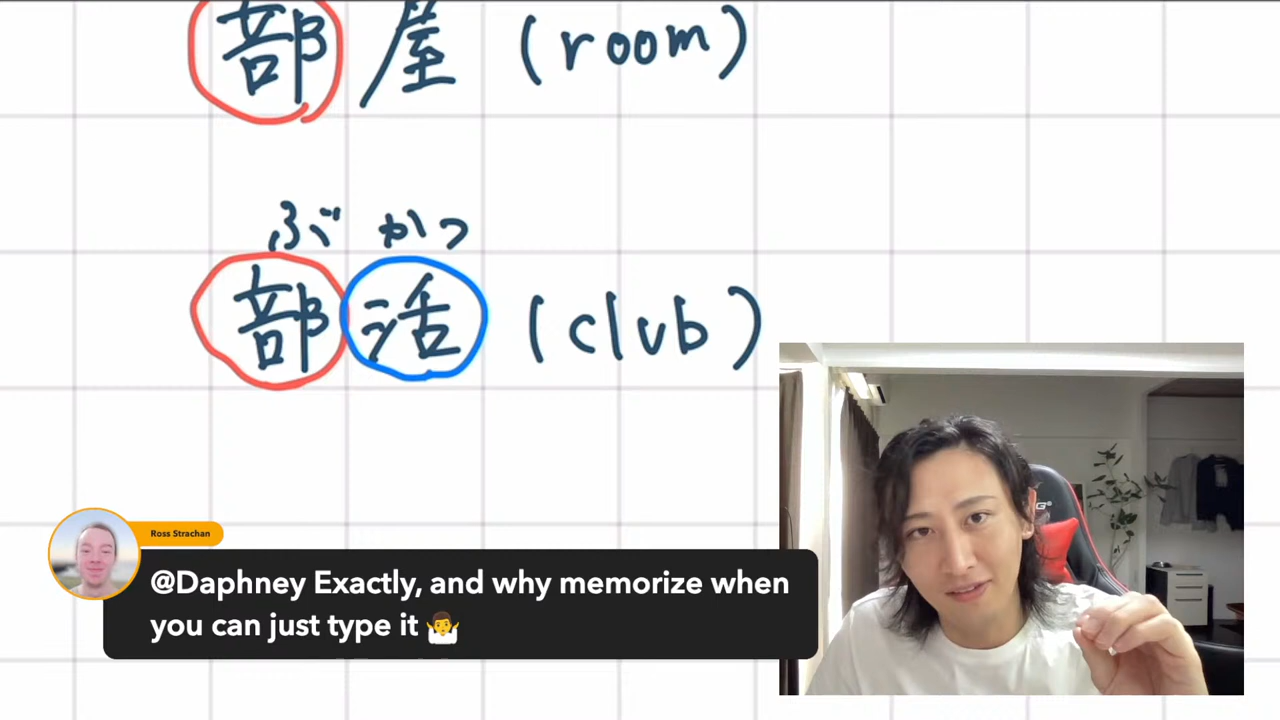 部屋 (room)
ぶかつ
部活 (club)
Ross Strachan
@Daphney Exactly, and why memorize when
you can just type it 🤷‍♂️